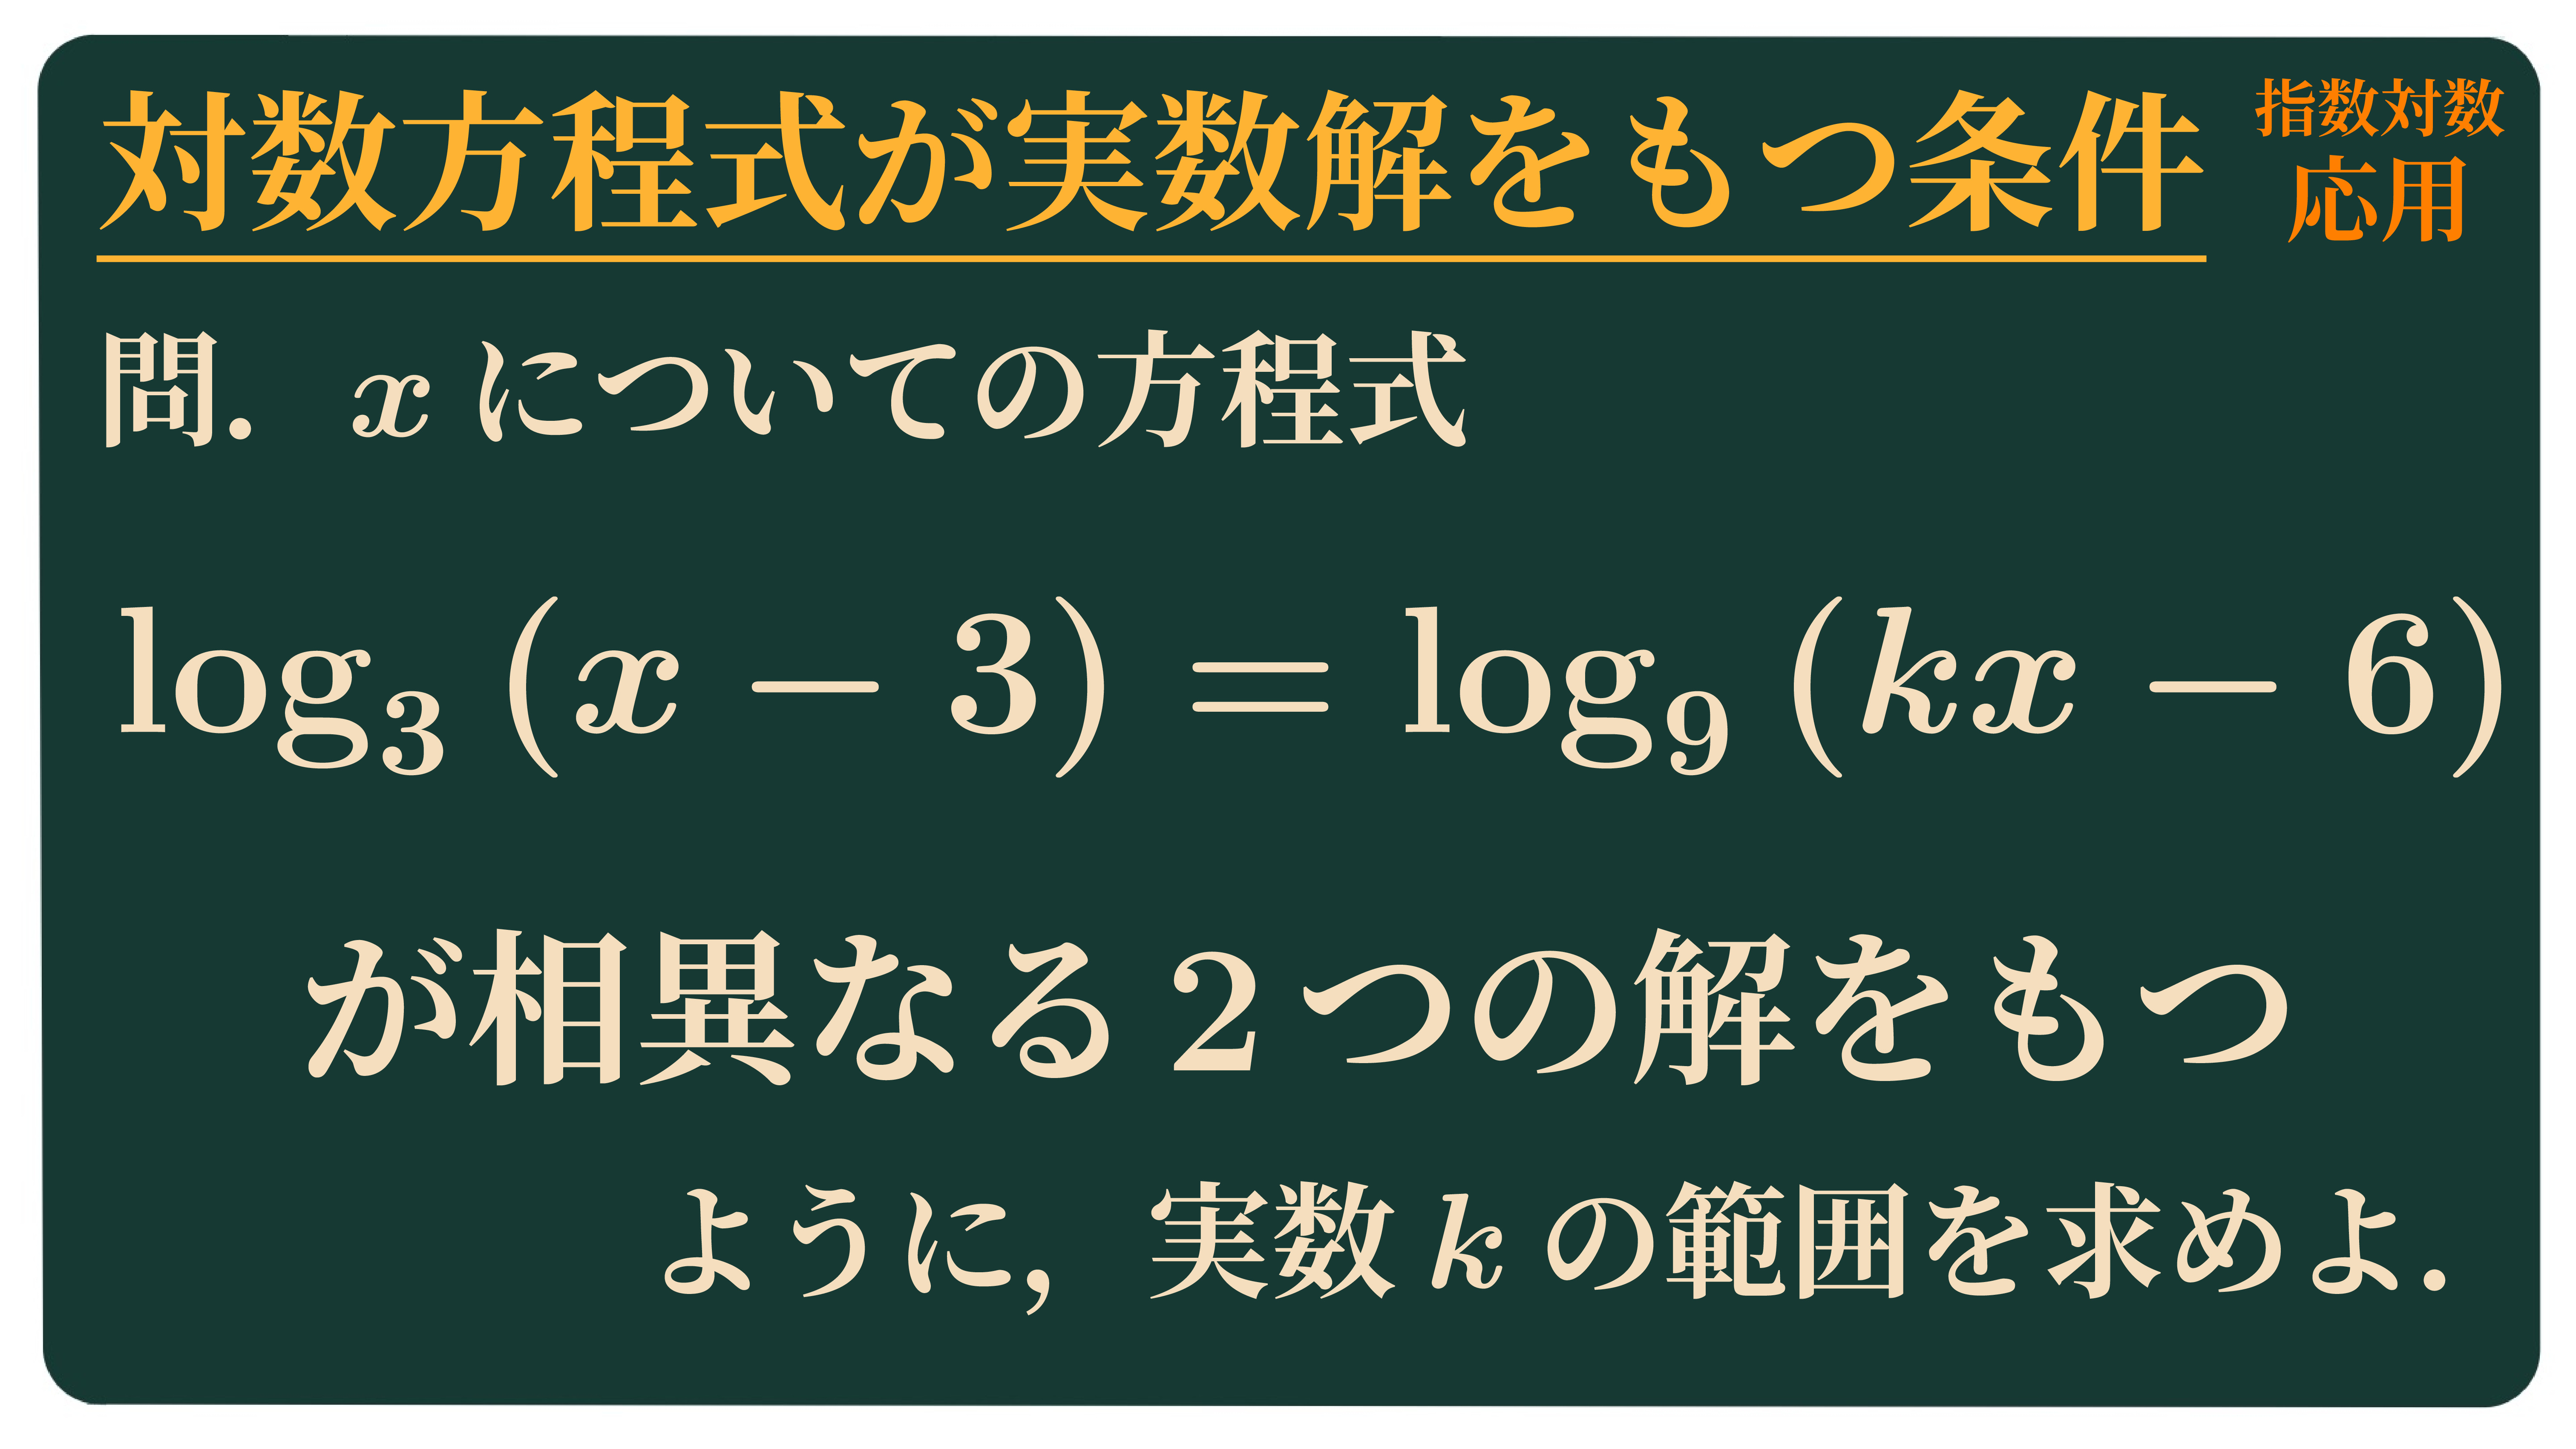 対数方程式が実数解をもつ条件
指数対数
応用
問. x についての方程式
log₃ (x − 3) = log₉ (kx − 6)
が相異なる 2 つの解をもつ
ように, 実数 k の範囲を求めよ.